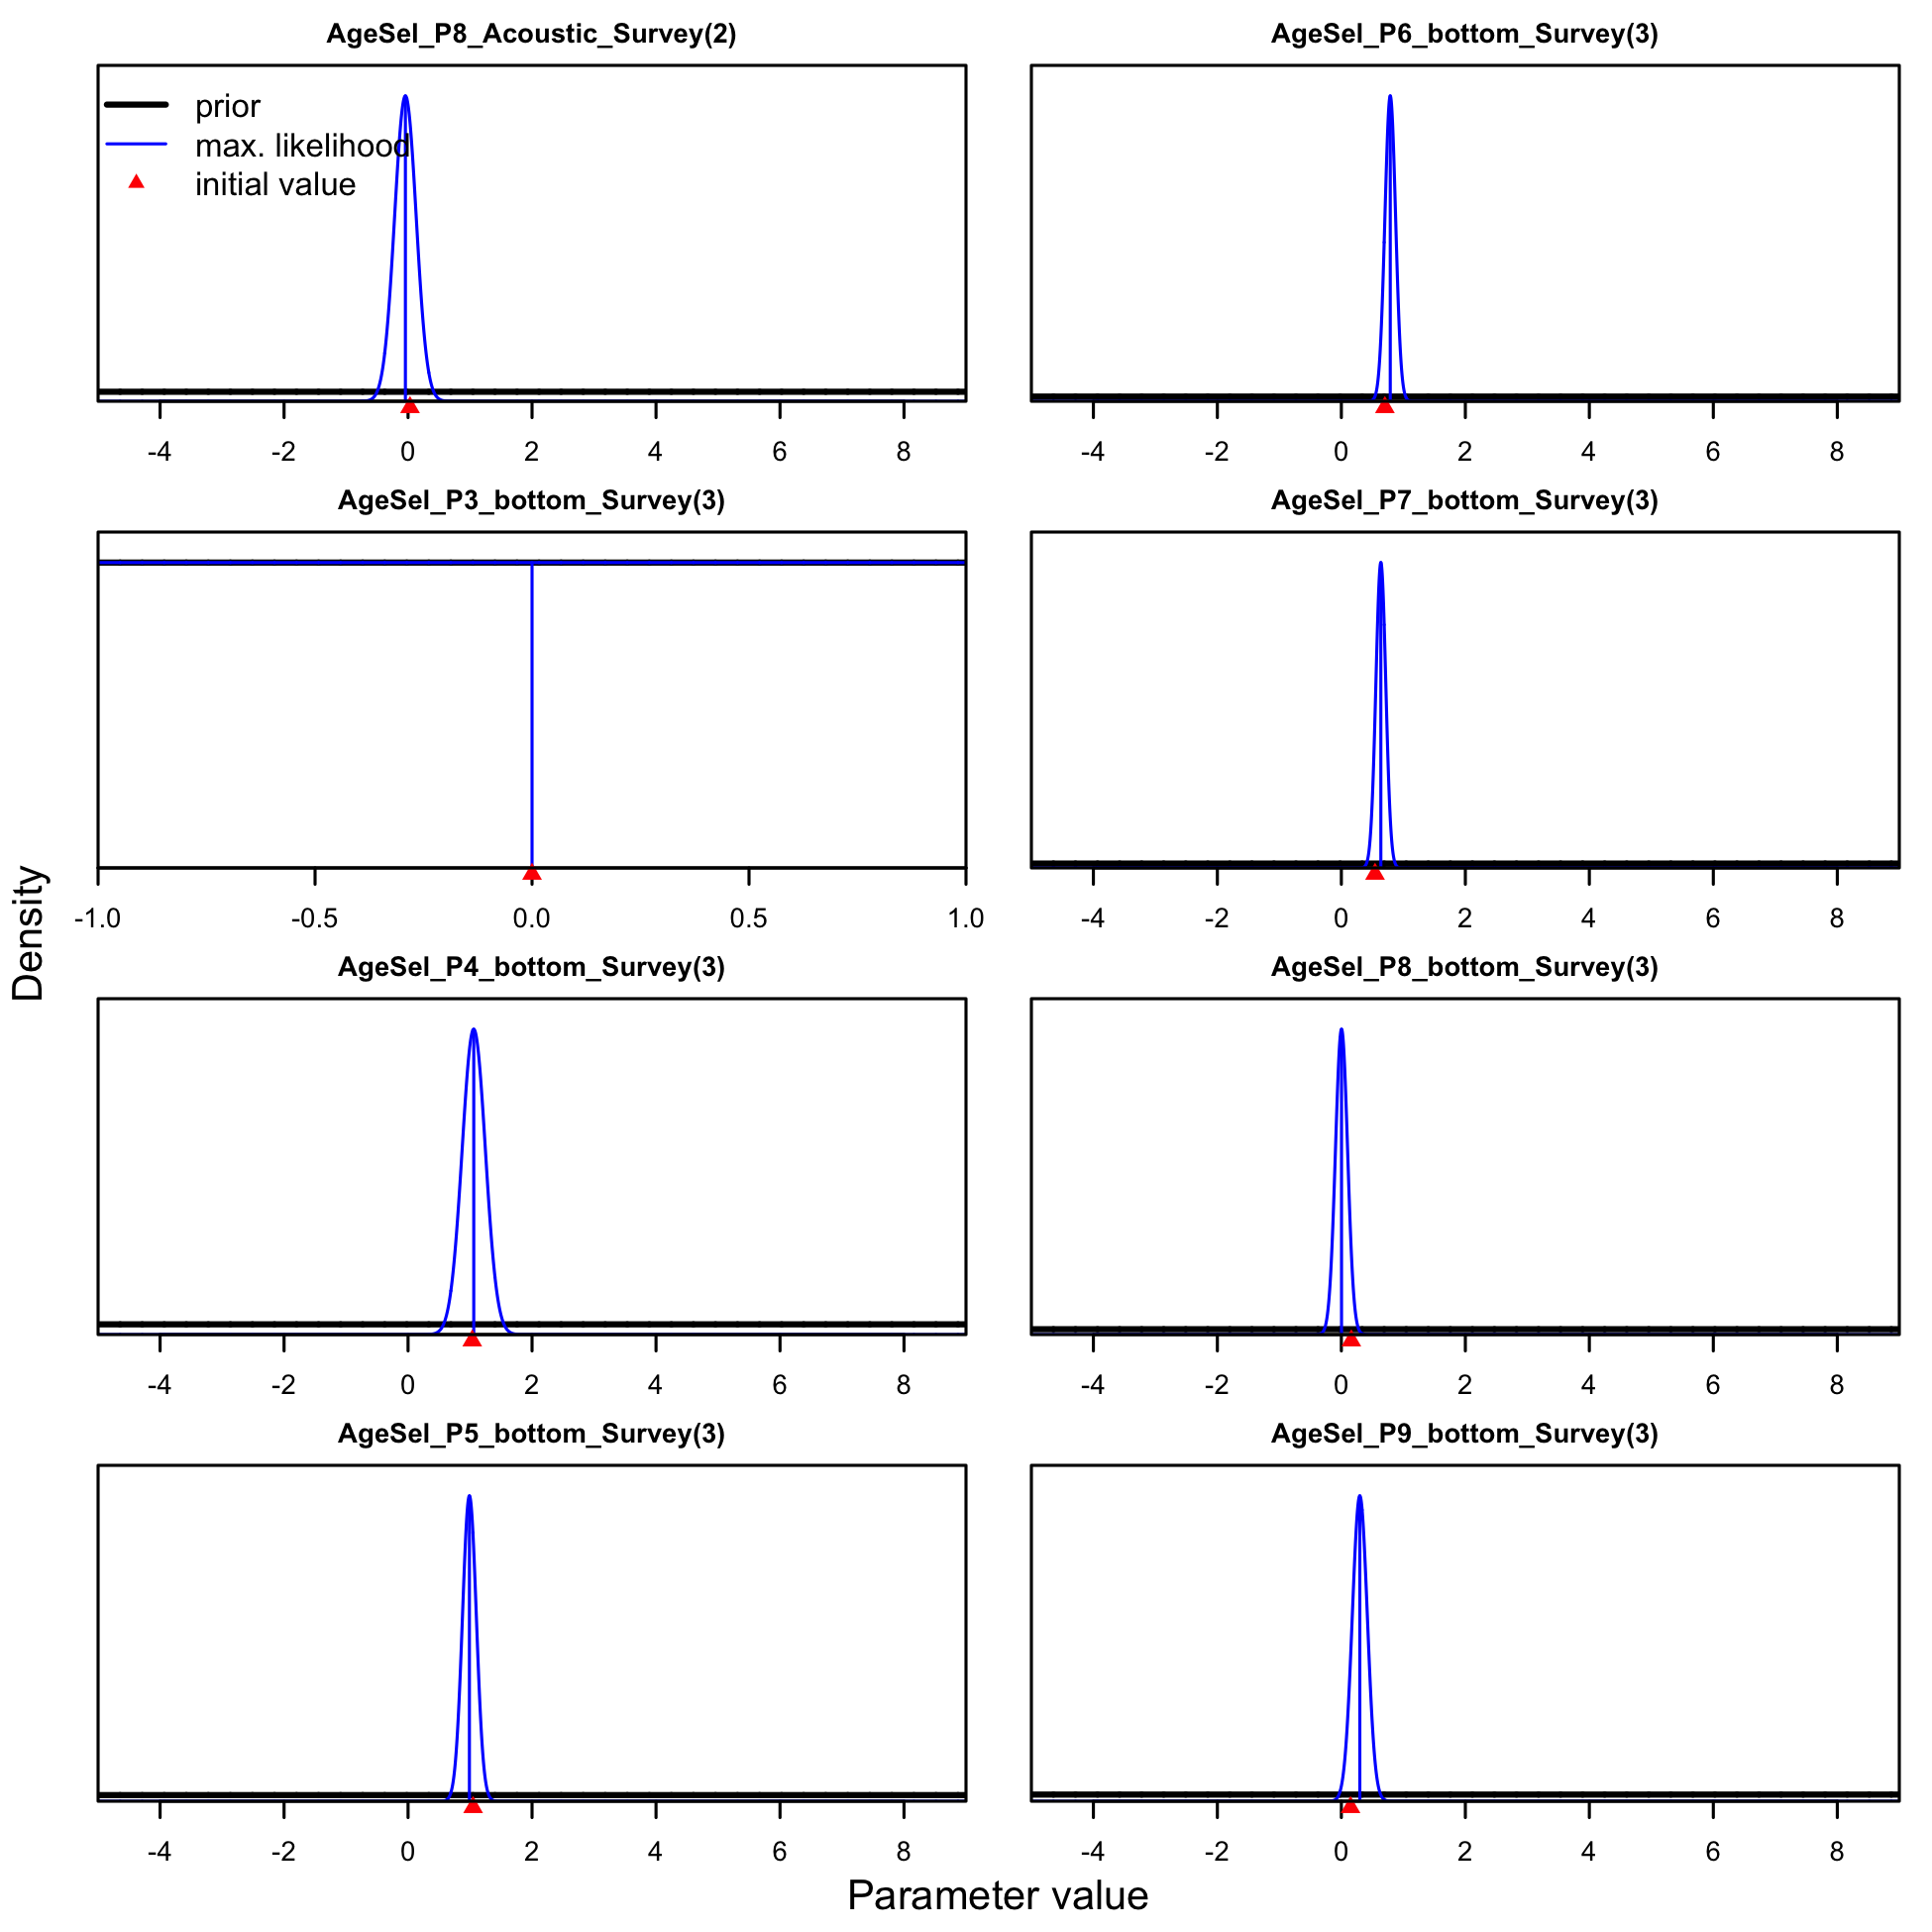 AgeSel_P8_Acoustic_Survey(2)
prior
max. likelihood
initial value
-4 -2 0 2 4 6 8
AgeSel_P3_bottom_Survey(3)
-1.0 -0.5 0.0 0.5 1.0
AgeSel_P4_bottom_Survey(3)
-4 -2 0 2 4 6 8
AgeSel_P5_bottom_Survey(3)
-4 -2 0 2 4 6 8
AgeSel_P6_bottom_Survey(3)
-4 -2 0 2 4 6 8
AgeSel_P7_bottom_Survey(3)
-4 -2 0 2 4 6 8
AgeSel_P8_bottom_Survey(3)
-4 -2 0 2 4 6 8
AgeSel_P9_bottom_Survey(3)
-4 -2 0 2 4 6 8
Density
Parameter value